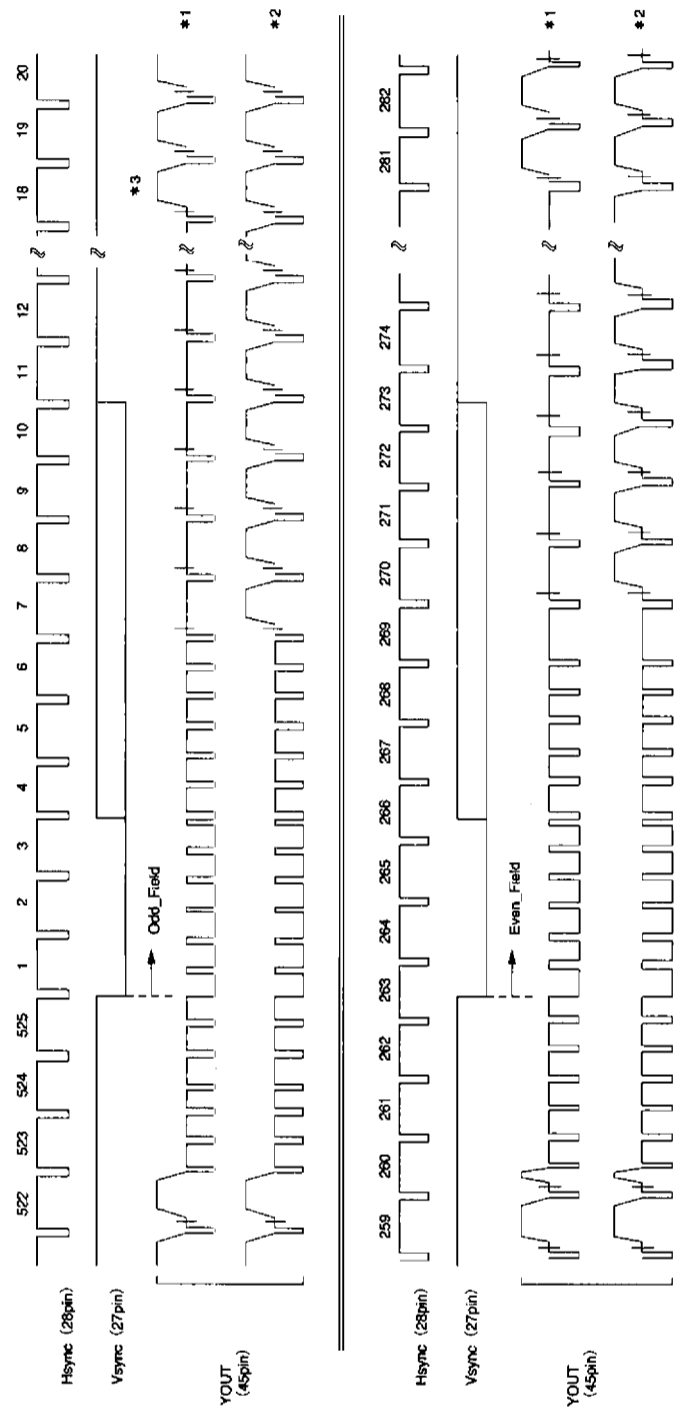 522 523 524 525 1 2 3 4 5 6 7 8 9 10 11 12 18 19 20
Hsync (28pin)
Vsync (27pin)
Odd_Field
*3
YOUT
(45pin)
*1
*2
259 260 261 262 263 264 265 266 267 268 269 270 271 272 273 274 281 282
Hsync (28pin)
Vsync (27pin)
Even_Field
YOUT
(45pin)
*1
*2